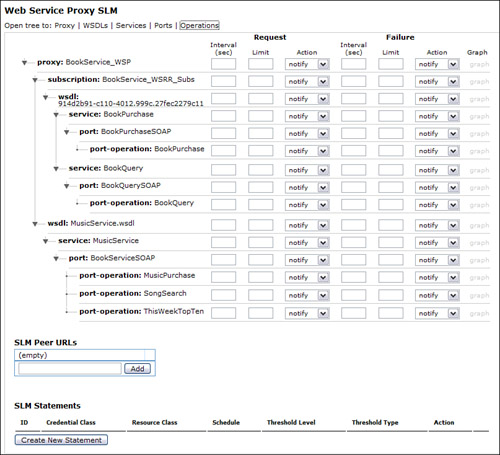 Web Service Proxy SLM
Open tree to: Proxy | WSDLs | Services | Ports | Operations
Request Failure
Interval (sec) Limit Action Interval (sec) Limit Action Graph
proxy: BookService_WSP notify notify graph
subscription: BookService_WSRR_Subs notify notify graph
wsdl: notify notify graph
914d2b91-c110-4012.999c.27fec2279c11
service: BookPurchase notify notify graph
port: BookPurchaseSOAP notify notify graph
port-operation: BookPurchase notify notify graph
service: BookQuery notify notify graph
port: BookQuerySOAP notify notify graph
port-operation: BookQuery notify notify graph
wsdl: MusicService.wsdl notify notify graph
service: MusicService notify notify graph
port: BookServiceSOAP notify notify graph
port-operation: MusicPurchase notify notify graph
port-operation: SongSearch notify notify graph
port-operation: ThisWeekTopTen notify notify graph
SLM Peer URLs
(empty)
Add
SLM Statements
ID Credential Class Resource Class Schedule Threshold Level Threshold Type Action
Create New Statement